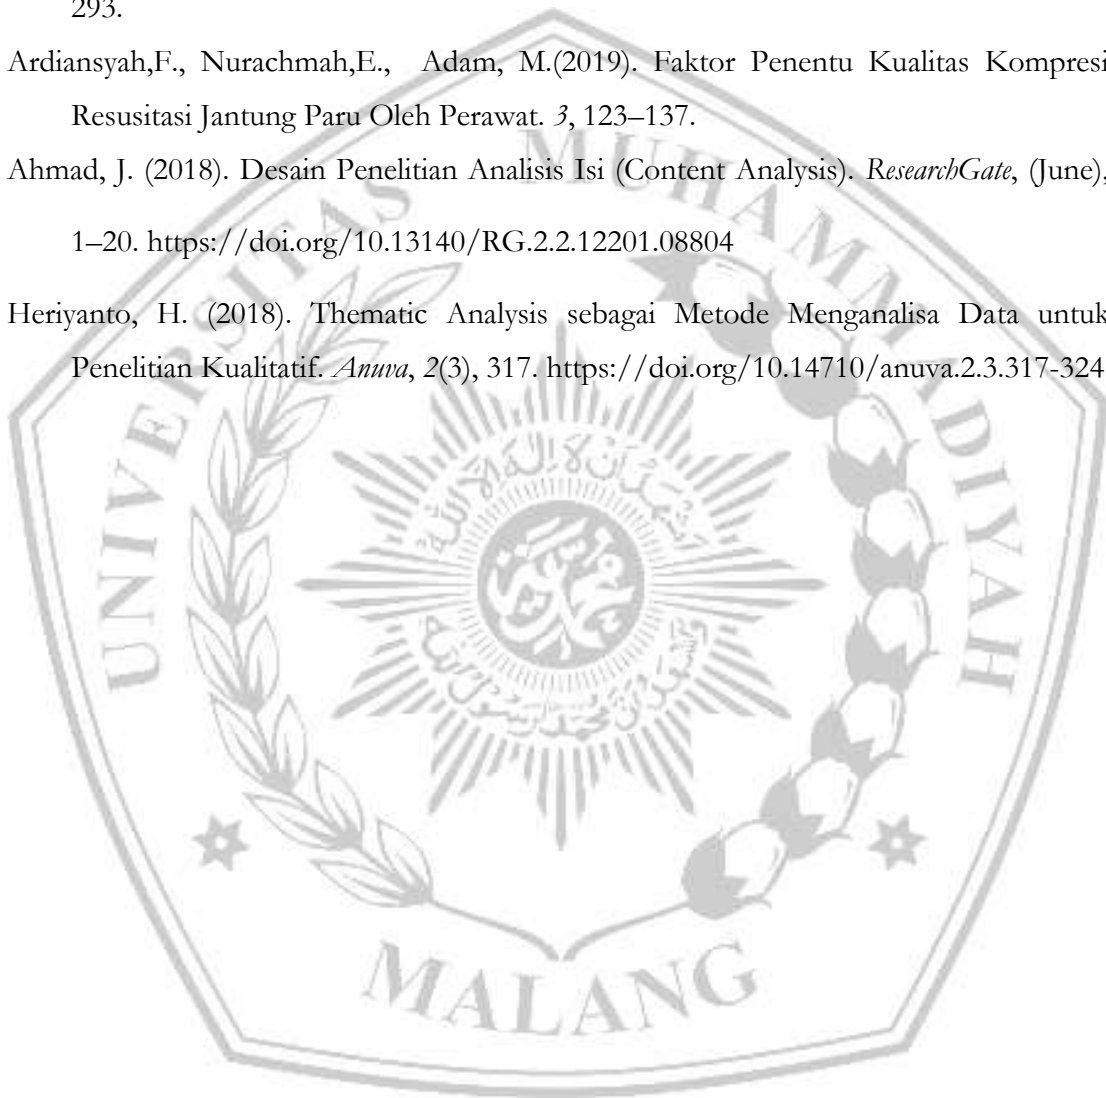 293.
Ardiansyah,F., Nurachmah,E., Adam, M.(2019). Faktor Penentu Kualitas Kompresi
Resusitasi Jantung Paru Oleh Perawat. 3, 123–137.
Ahmad, J. (2018). Desain Penelitian Analisis Isi (Content Analysis). ResearchGate, (June),
1–20. https://doi.org/10.13140/RG.2.2.12201.08804
Heriyanto, H. (2018). Thematic Analysis sebagai Metode Menganalisa Data untuk
Penelitian Kualitatif. Anuva, 2(3), 317. https://doi.org/10.14710/anuva.2.3.317-324
UNIVERSITAS MUHAMMADIYAH
MALANG